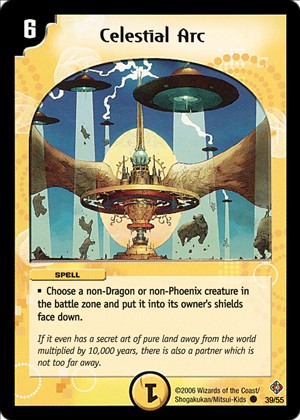 6
Celestial Arc
SPELL
▪ Choose a non-Dragon or non-Phoenix creature in
the battle zone and put it into its owner's shields
face down.
If it even has a secret art of pure land away from the world
multiplied by 10,000 years, there is also a partner which is
not too far away.
1
©2006 Wizards of the Coast/
Shogakukan/Mitsui-Kids ● 39/55